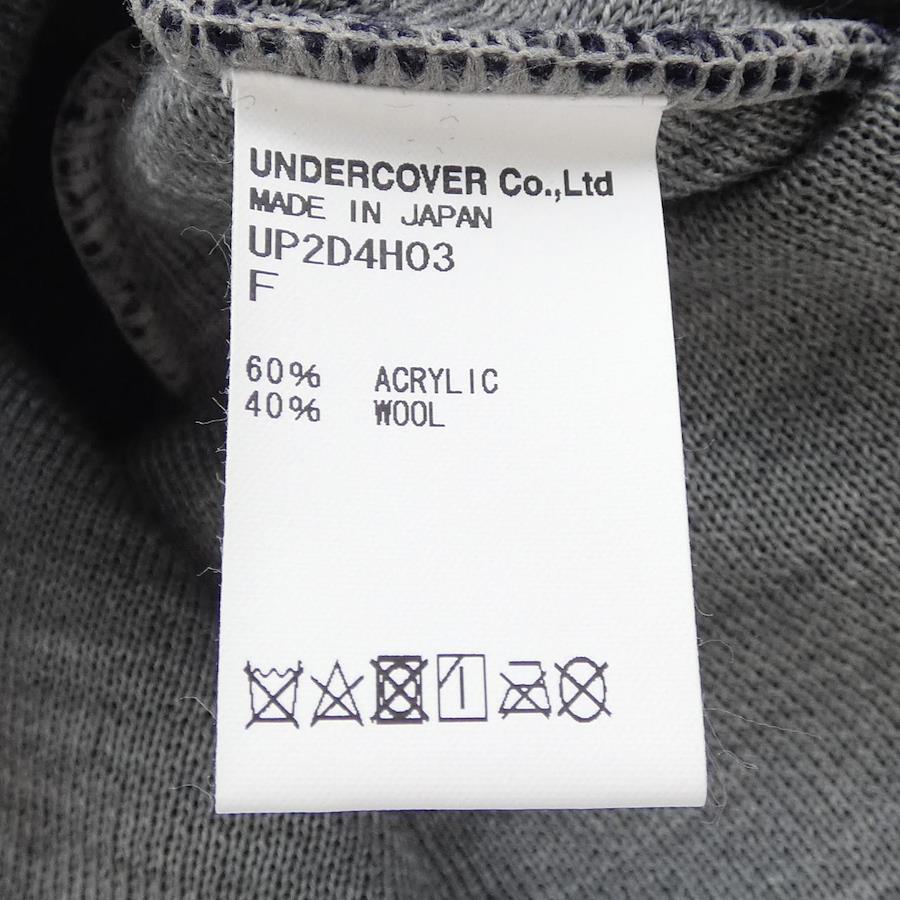 UNDERCOVER Co.,Ltd
MADE IN JAPAN
UP2D4H03
F
60% ACRYLIC
40% WOOL